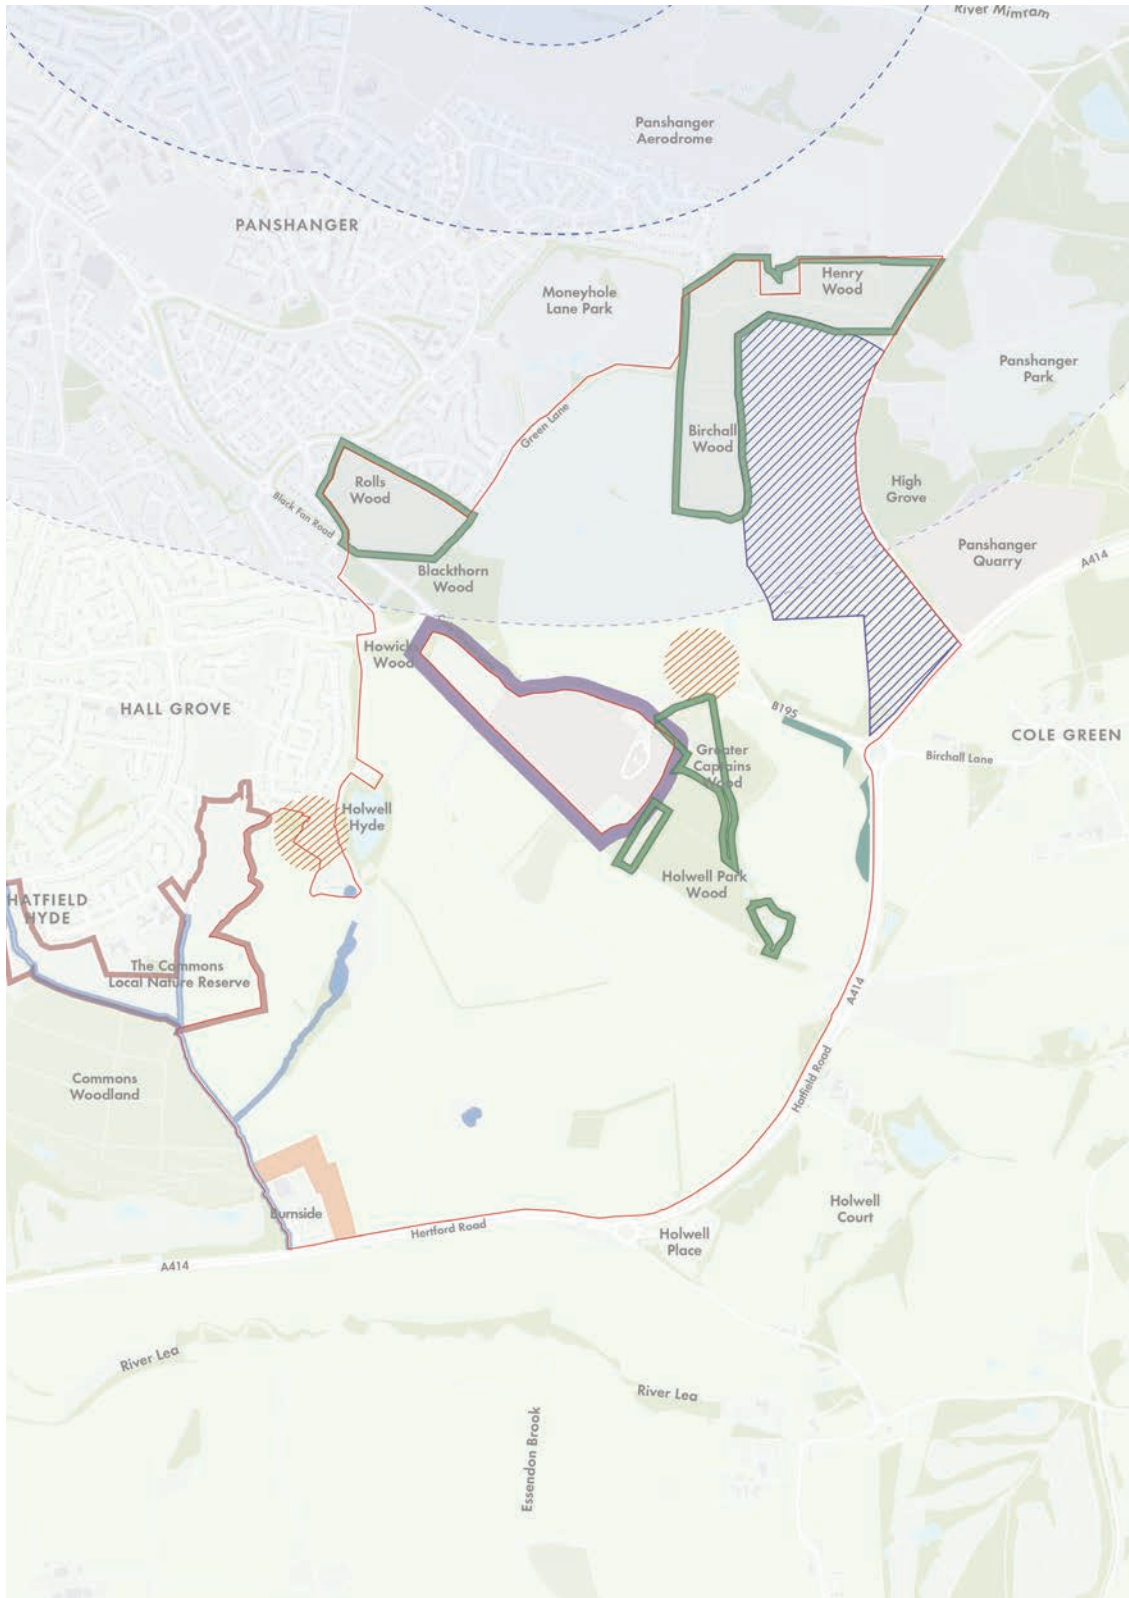 River Mimram
Panshanger
Aerodrome
PANSHANGER
Henry
Wood
Moneyhole
Lane Park
Panshanger
Park
Green Lane
Birchall
Wood
Rolls
Wood
High
Grove
Black Fan Road
Panshanger
Quarry
A414
Blackthorn
Wood
Howick
Wood
HALL GROVE
B195
COLE GREEN
Greater
Captains
Wood
Birchall Lane
Holwell
Hyde
Holwell Park
Wood
HATFIELD
HYDE
The Commons
Local Nature Reserve
A414
Commons
Woodland
Hatfield Road
Holwell
Court
Burnside
Hertford Road
Holwell
Place
A414
River Lea
River Lea
Essendon Brook